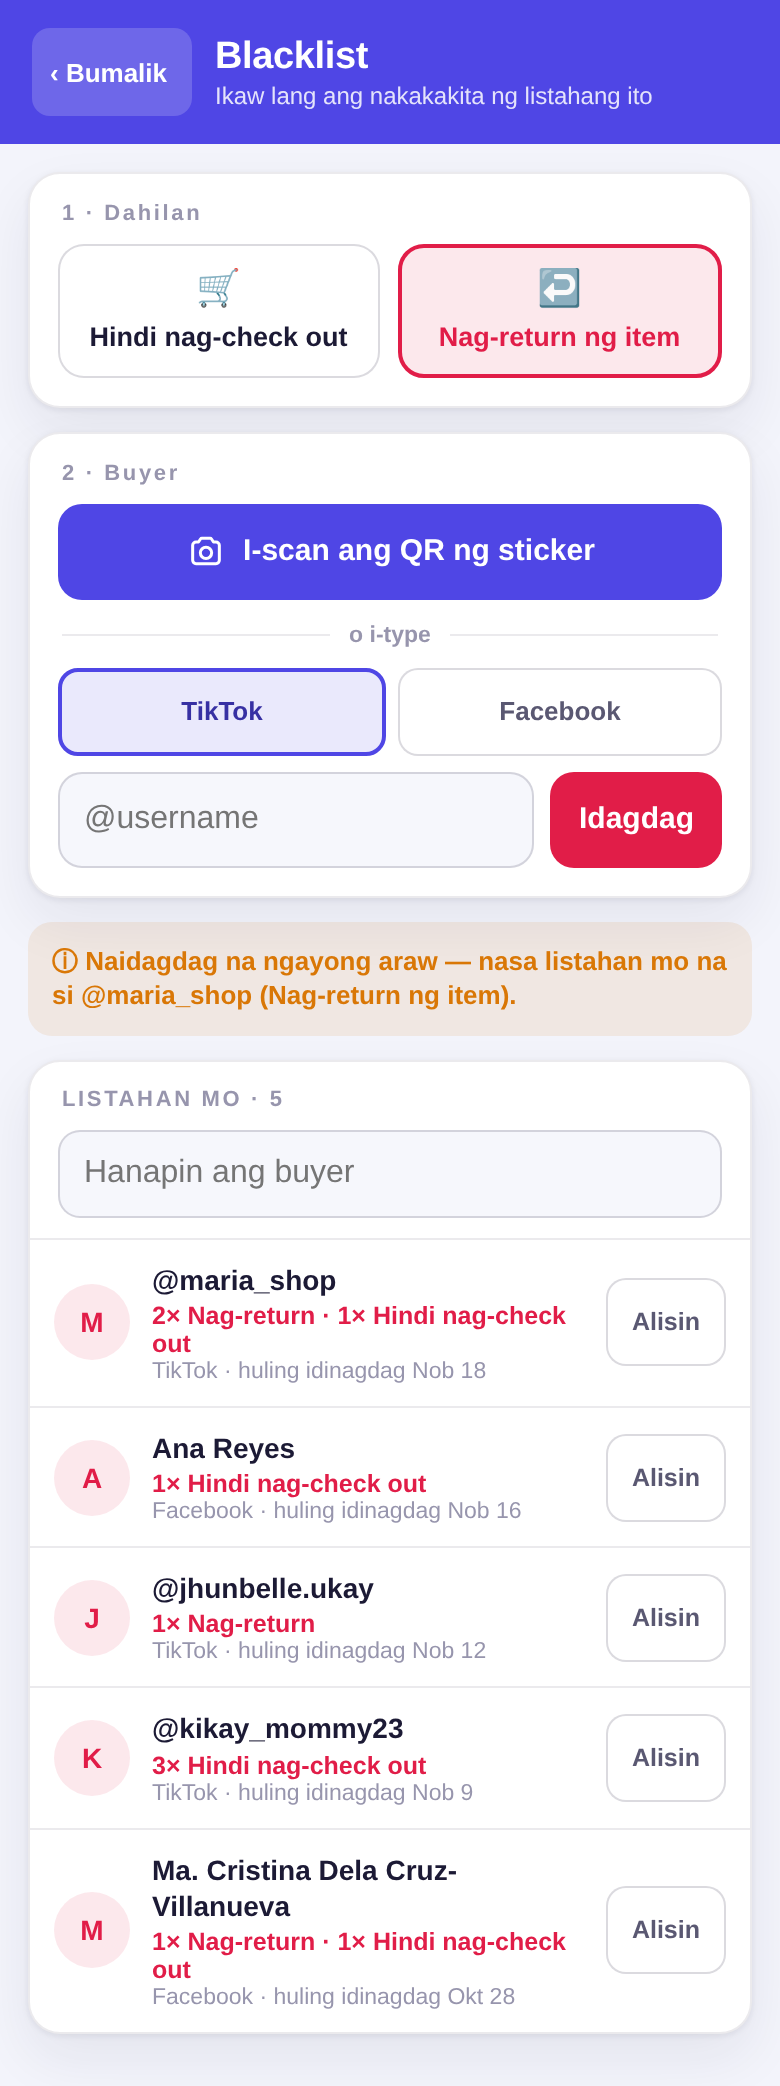 ‹ Bumalik
Blacklist
Ikaw lang ang nakakakita ng listahang ito
1 · Dahilan
Hindi nag-check out
Nag-return ng item
2 · Buyer
I-scan ang QR ng sticker
o i-type
TikTok
Facebook
@username
Idagdag
ⓘ Naidagdag na ngayong araw — nasa listahan mo na
si @maria_shop (Nag-return ng item).
LISTAHAN MO · 5
Hanapin ang buyer
M
@maria_shop
2× Nag-return · 1× Hindi nag-check
out
TikTok · huling idinagdag Nob 18
Alisin
A
Ana Reyes
1× Hindi nag-check out
Facebook · huling idinagdag Nob 16
Alisin
J
@jhunbelle.ukay
1× Nag-return
TikTok · huling idinagdag Nob 12
Alisin
K
@kikay_mommy23
3× Hindi nag-check out
TikTok · huling idinagdag Nob 9
Alisin
M
Ma. Cristina Dela Cruz-
Villanueva
1× Nag-return · 1× Hindi nag-check
out
Facebook · huling idinagdag Okt 28
Alisin